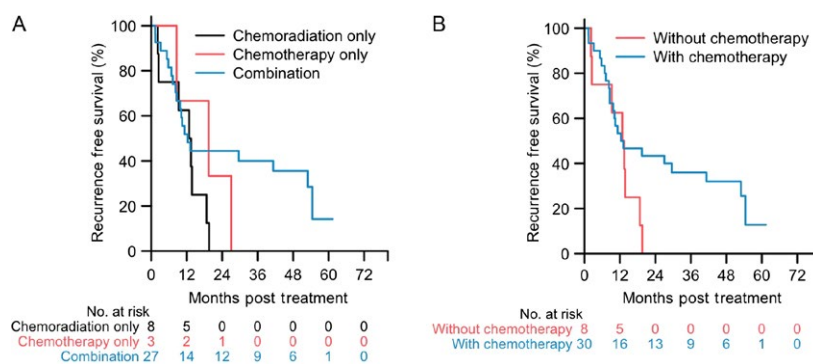 A
Recurrence free survival (%)
100
80
60
40
20
0
Chemoradiation only
Chemotherapy only
Combination
0 12 24 36 48 60 72
Months post treatment
No. at risk
Chemoradiation only 8 5 0 0 0 0 0
Chemotherapy only 3 2 1 0 0 0 0
Combination 27 14 12 9 6 1 0
B
Recurrence free survival (%)
100
80
60
40
20
0
Without chemotherapy
With chemotherapy
0 12 24 36 48 60 72
Months post treatment
No. at risk
Without chemotherapy 8 5 0 0 0 0 0
With chemotherapy 30 16 13 9 6 1 0